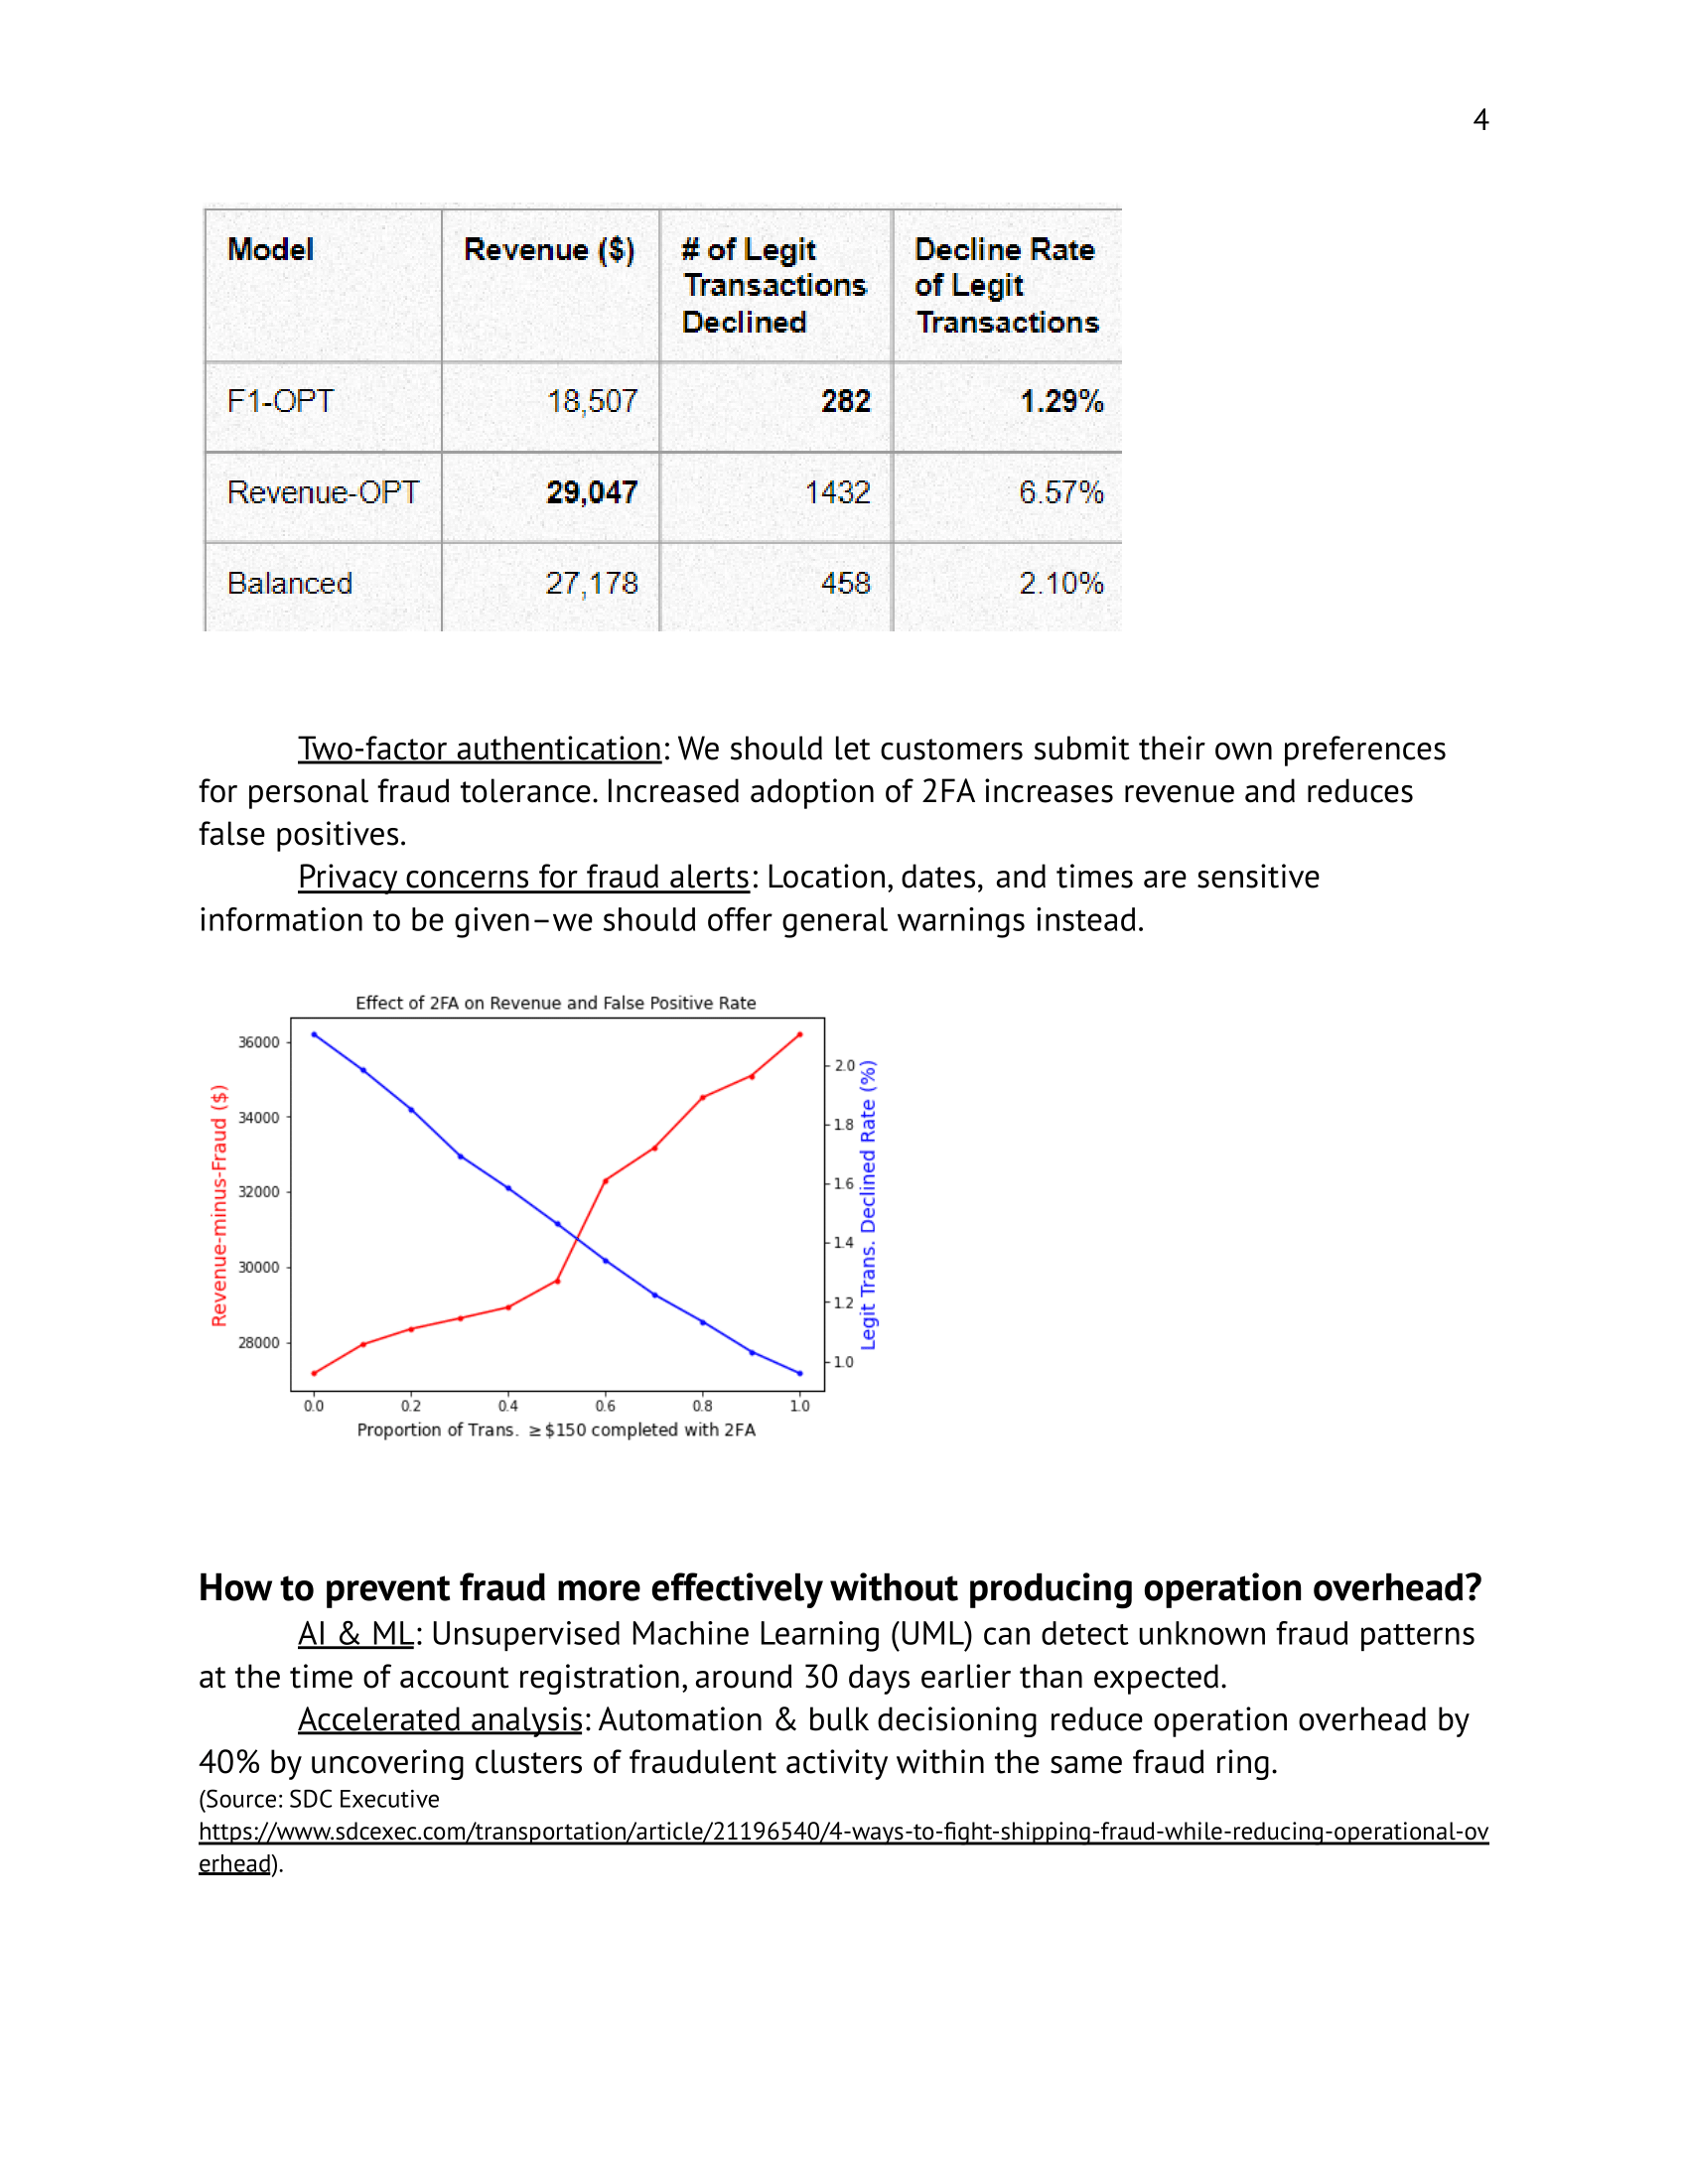 4
Model Revenue ($) # of Legit Transactions Declined Decline Rate of Legit Transactions
F1-OPT 18,507 282 1.29%
Revenue-OPT 29,047 1432 6.57%
Balanced 27,178 458 2.10%
Two-factor authentication: We should let customers submit their own preferences
for personal fraud tolerance. Increased adoption of 2FA increases revenue and reduces
false positives.
Privacy concerns for fraud alerts: Location, dates, and times are sensitive
information to be given–we should offer general warnings instead.
Effect of 2FA on Revenue and False Positive Rate
Revenue-minus-Fraud ($)
36000
34000
32000
30000
28000
2.0
1.8
1.6
1.4
1.2
1.0
Legit Trans. Declined Rate (%)
0.0 0.2 0.4 0.6 0.8 1.0
Proportion of Trans. ≥$150 completed with 2FA
How to prevent fraud more effectively without producing operation overhead?
AI & ML: Unsupervised Machine Learning (UML) can detect unknown fraud patterns
at the time of account registration, around 30 days earlier than expected.
Accelerated analysis: Automation & bulk decisioning reduce operation overhead by
40% by uncovering clusters of fraudulent activity within the same fraud ring.
(Source: SDC Executive
https://www.sdcexec.com/transportation/article/21196540/4-ways-to-fight-shipping-fraud-while-reducing-operational-ov
erhead).